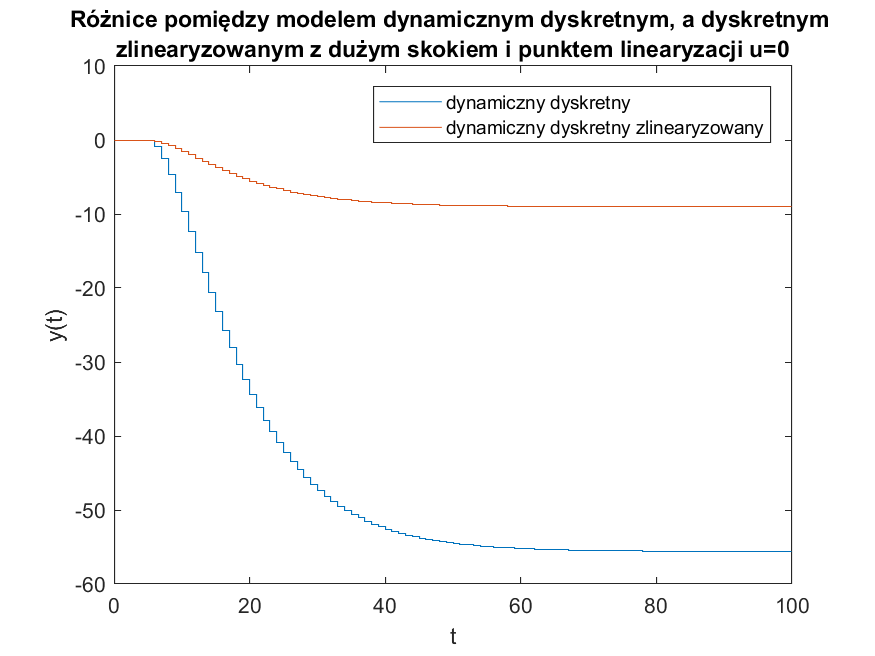 Różnice pomiędzy modelem dynamicznym dyskretnym, a dyskretnym
zlinearyzowanym z dużym skokiem i punktem linearyzacji u=0
10
0
-10
-20
-30
-40
-50
-60
y(t)
dynamiczny dyskretny
dynamiczny dyskretny zlinearyzowany
0 20 40 60 80 100
t